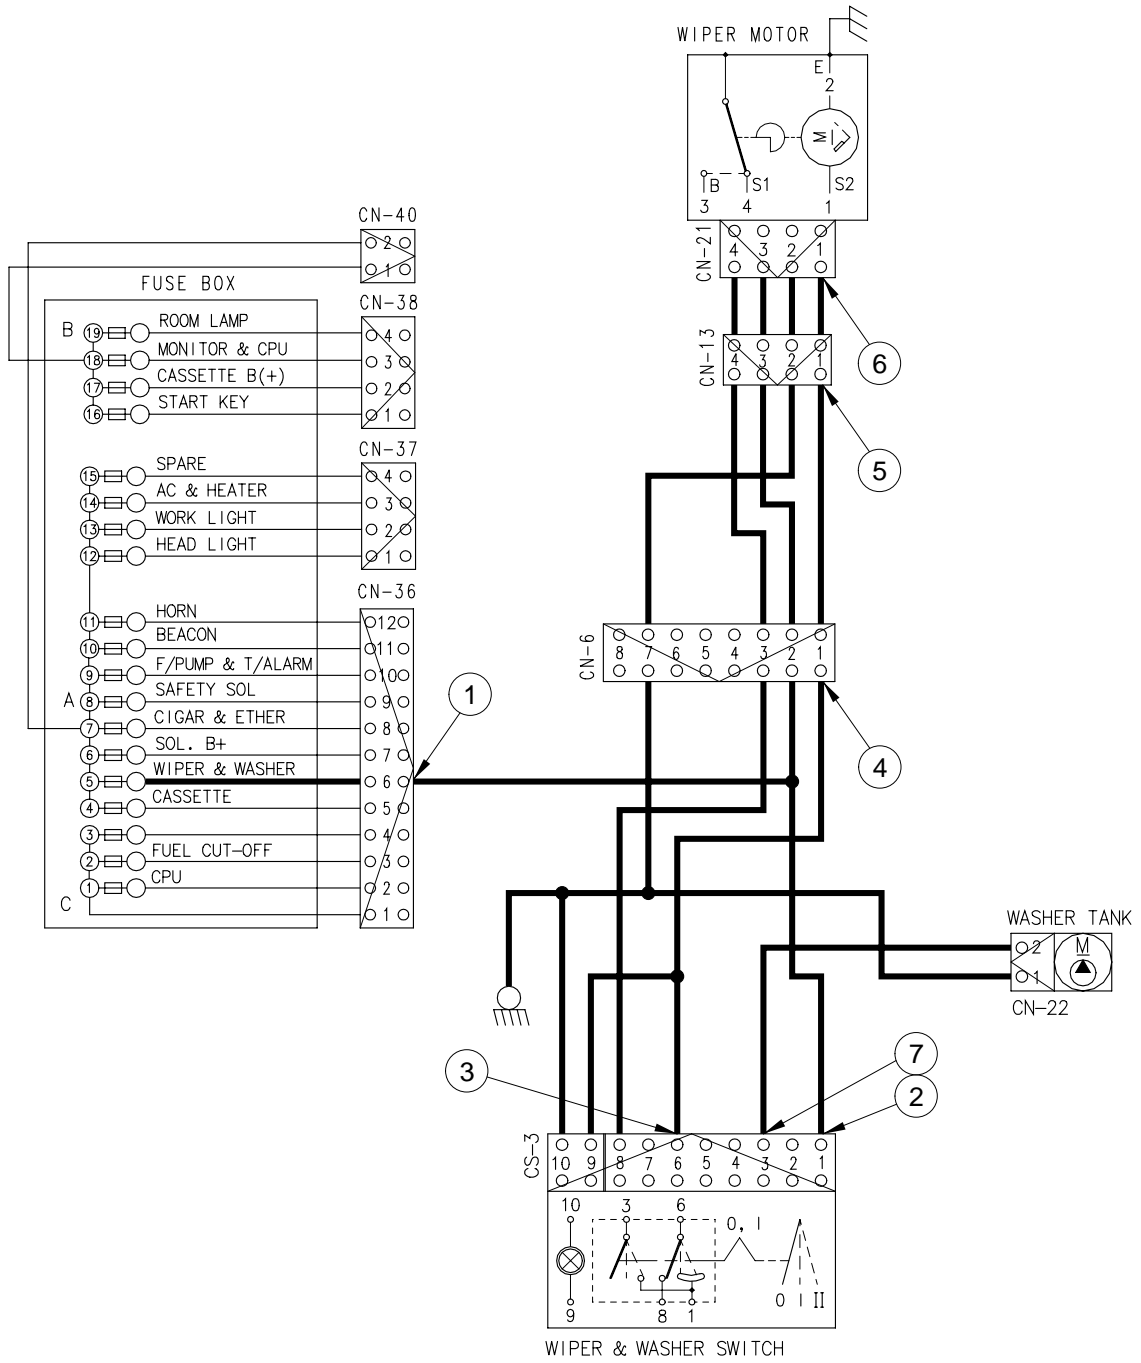 WIPER MOTOR
E
2
M
B
S1
S2
3 4 1
CN-21
4 3 2 1
CN-13
4 3 2 1
6
5
CN-40
2
1
FUSE BOX
CN-38
B
19 ROOM LAMP 4
18 MONITOR & CPU 3
17 CASSETTE B(+) 2
16 START KEY 1
CN-37
15 SPARE 4
14 AC & HEATER 3
13 WORK LIGHT 2
12 HEAD LIGHT 1
CN-36
11 HORN 12
10 BEACON 11
9 F/PUMP & T/ALARM 10
A
8 SAFETY SOL 9
7 CIGAR & ETHER 8
6 SOL. B+ 7
5 WIPER & WASHER 6
4 CASSETTE 5
3 4
2 FUEL CUT-OFF 3
1 CPU 2
C
1
1
CN-6
8 7 6 5 4 3 2 1
4
WASHER TANK
2
1
M
CN-22
3
7
2
CS-3
10 9 8 7 6 5 4 3 2 1
10 3 6
0, I
0 I II
9 8 1
WIPER & WASHER SWITCH